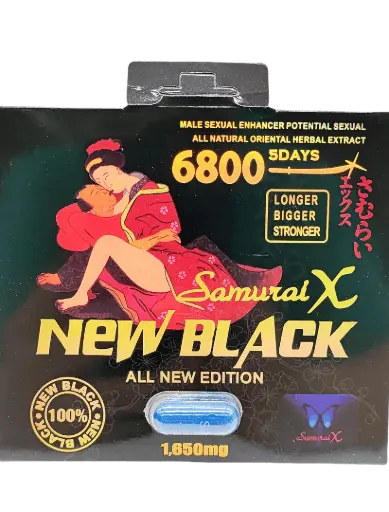 MALE SEXUAL ENHANCER POTENTIAL SEXUAL
ALL NATURAL ORIENTAL HERBAL EXTRACT
6800 5DAYS
さむらい
エックス
LONGER
BIGGER
STRONGER
Samurai X
NEW BLACK
ALL NEW EDITION
NEW BLACK • NEW BLACK •
100%
1,650mg
Samurai X